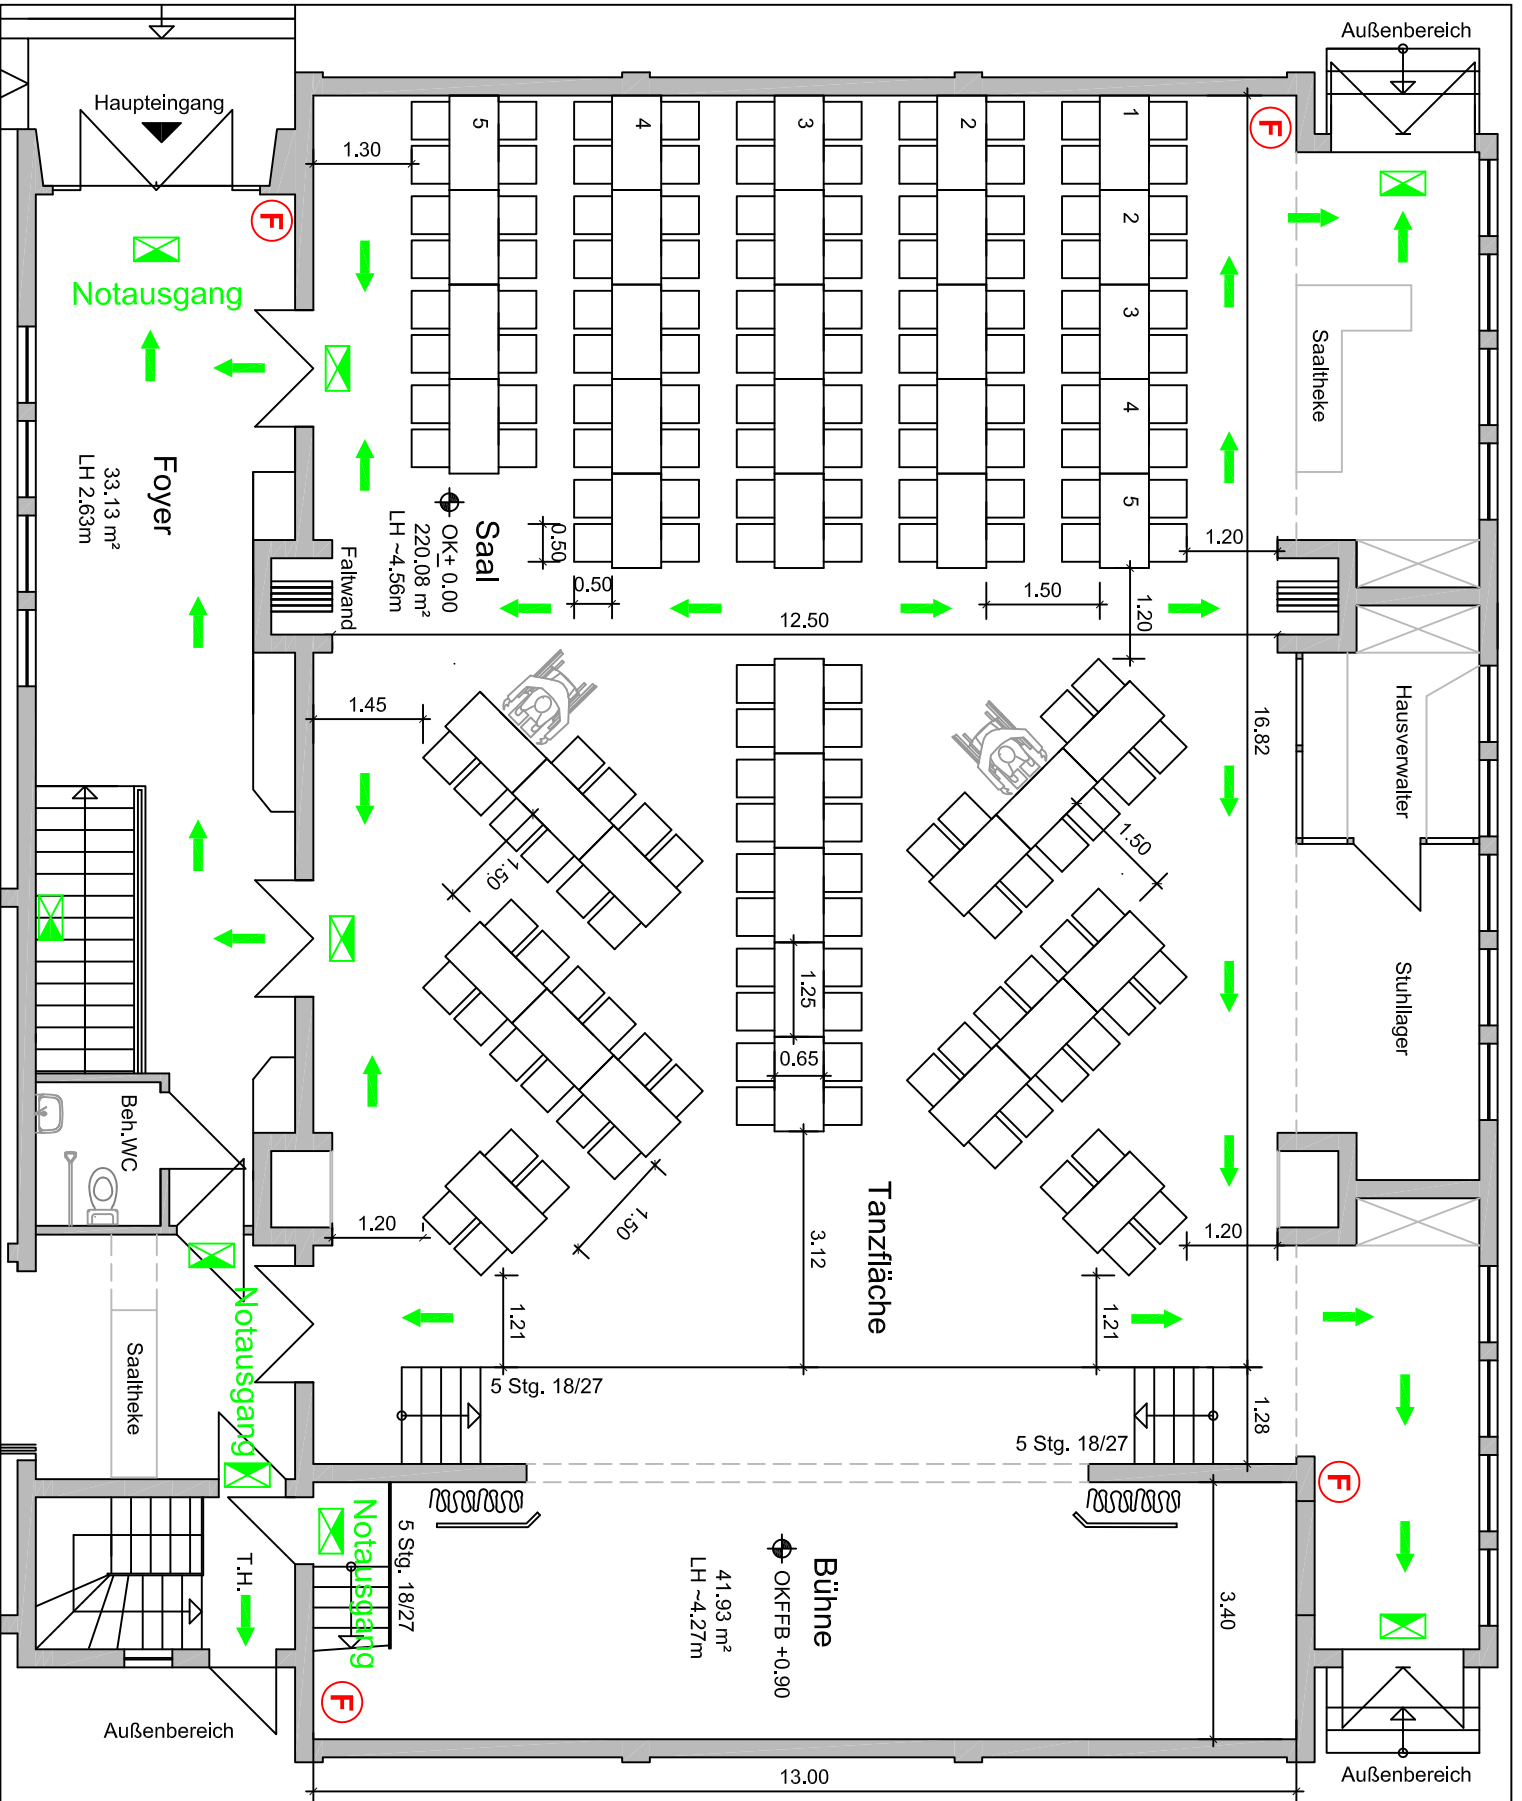 Außenbereich
Haupteingang
F
1.30
5
4
3
2
1
2
3
4
5
F
Notausgang
Saaltheke
Foyer
33.13 m²
LH 2.63m
Saal
OK+ 0.00
220.08 m²
LH ~4.56m
Faltwand
0.50
0.50
1.50
1.20
1.20
12.50
16.82
Hausverwalter
1.45
1.50
1.50
Stuhllager
1.25
0.65
Beh.WC
1.20
1.50
3.12
Tanzfläche
1.20
1.21
1.21
Notausgang
Saaltheke
5 Stg. 18/27
5 Stg. 18/27
1.28
F
Notausgang
5 Stg. 18/27
T.H.
Bühne
OKFFB +0.90
41.93 m²
LH ~4.27m
3.40
F
Außenbereich
13.00
Außenbereich